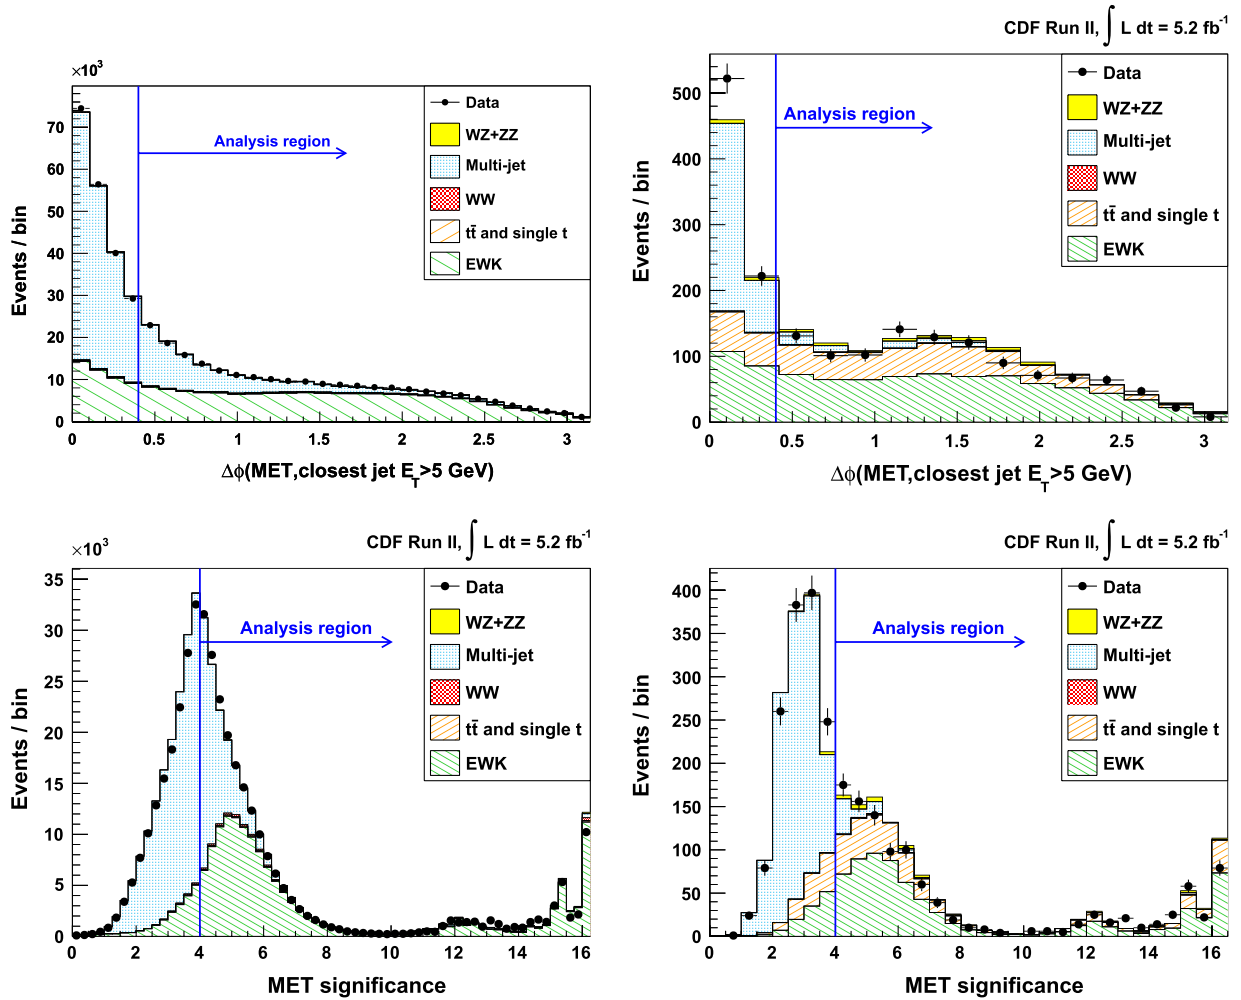 ×10³
Events / bin
70
60
50
40
30
20
10
0
Analysis region
Data
WZ+ZZ
Multi-jet
WW
tt̄ and single t
EWK
0 0.5 1 1.5 2 2.5 3
Δϕ(MET,closest jet E_T>5 GeV)
CDF Run II, ∫ L dt = 5.2 fb⁻¹
Events / bin
500
400
300
200
100
0
Analysis region
Data
WZ+ZZ
Multi-jet
WW
tt̄ and single t
EWK
0 0.5 1 1.5 2 2.5 3
Δϕ(MET,closest jet E_T>5 GeV)
CDF Run II, ∫ L dt = 5.2 fb⁻¹
×10³
Events / bin
35
30
25
20
15
10
5
0
Analysis region
Data
WZ+ZZ
Multi-jet
WW
tt̄ and single t
EWK
0 2 4 6 8 10 12 14 16
MET significance
CDF Run II, ∫ L dt = 5.2 fb⁻¹
Events / bin
400
350
300
250
200
150
100
50
0
Analysis region
Data
WZ+ZZ
Multi-jet
WW
tt̄ and single t
EWK
0 2 4 6 8 10 12 14 16
MET significance